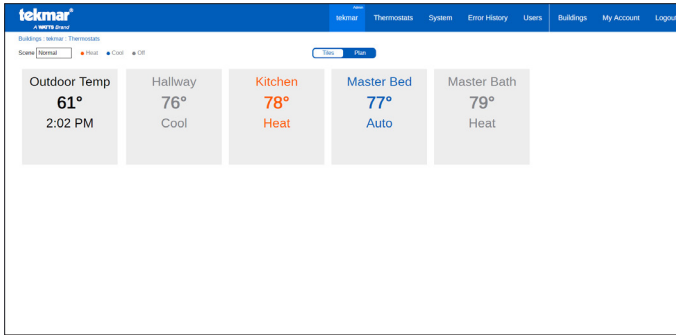 tekmar®
A WATTS Brand
Admin
tekmar Thermostats System Error History Users Buildings My Account Logout
Buildings : tekmar : Thermostats
Scene Normal Heat Cool Off
Tiles Plan
Outdoor Temp
61°
2:02 PM
Hallway
76°
Cool
Kitchen
78°
Heat
Master Bed
77°
Auto
Master Bath
79°
Heat